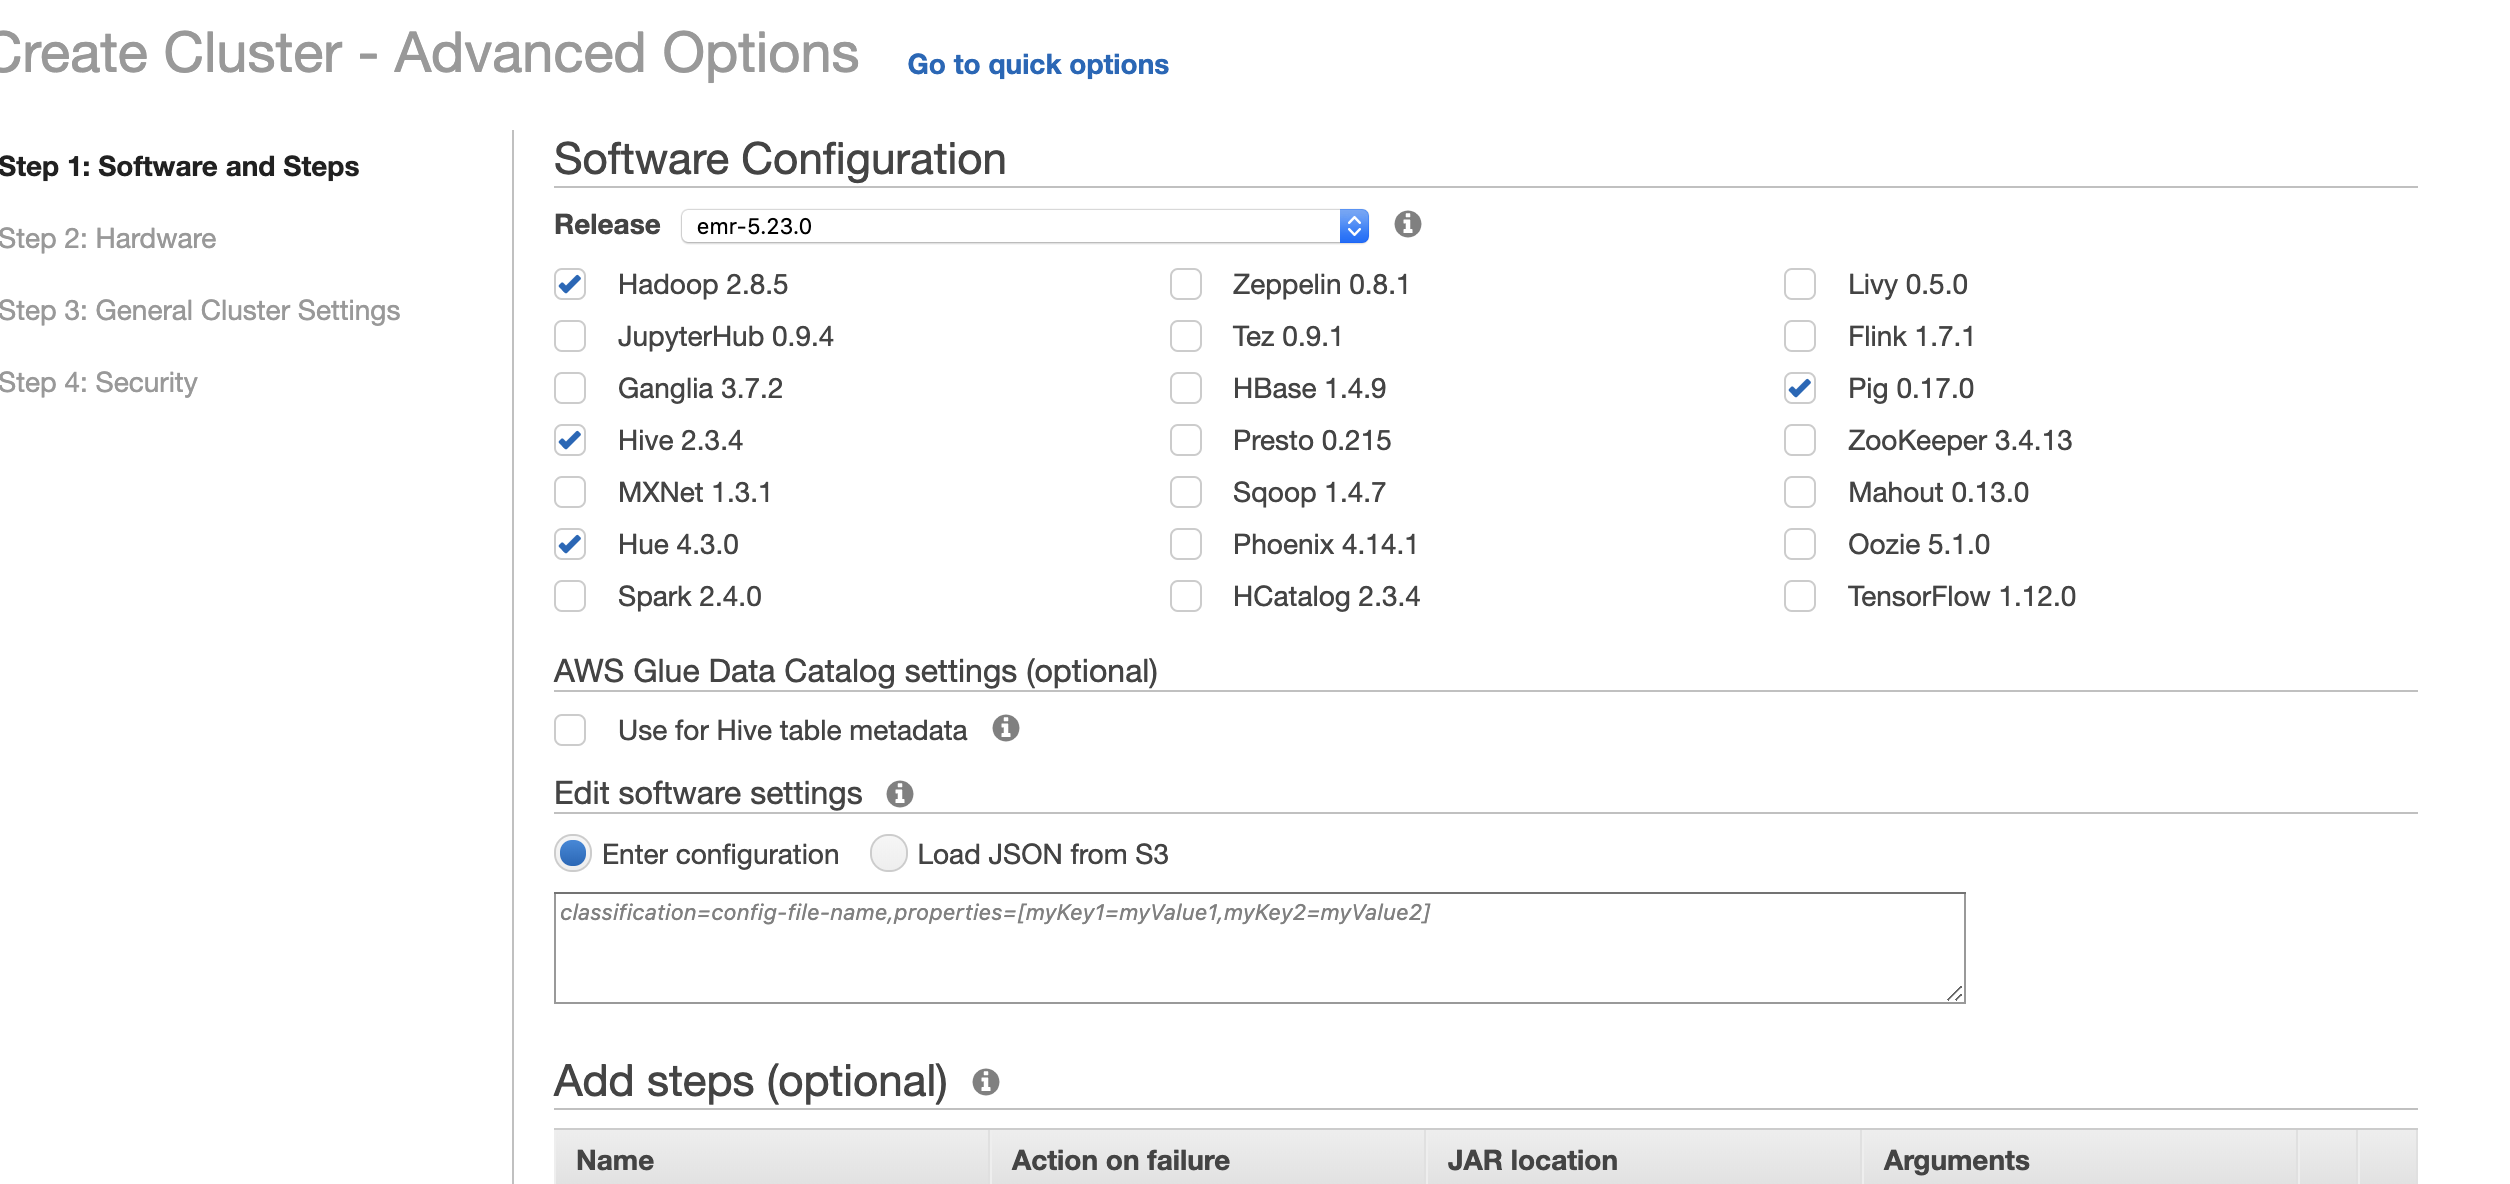 Create Cluster - Advanced Options Go to quick options
Step 1: Software and Steps
Step 2: Hardware
Step 3: General Cluster Settings
Step 4: Security
Software Configuration
Release emr-5.23.0
Hadoop 2.8.5 Zeppelin 0.8.1 Livy 0.5.0
JupyterHub 0.9.4 Tez 0.9.1 Flink 1.7.1
Ganglia 3.7.2 HBase 1.4.9 Pig 0.17.0
Hive 2.3.4 Presto 0.215 ZooKeeper 3.4.13
MXNet 1.3.1 Sqoop 1.4.7 Mahout 0.13.0
Hue 4.3.0 Phoenix 4.14.1 Oozie 5.1.0
Spark 2.4.0 HCatalog 2.3.4 TensorFlow 1.12.0
AWS Glue Data Catalog settings (optional)
Use for Hive table metadata
Edit software settings
Enter configuration Load JSON from S3
classification=config-file-name,properties=[myKey1=myValue1,myKey2=myValue2]
Add steps (optional)
Name Action on failure JAR location Arguments